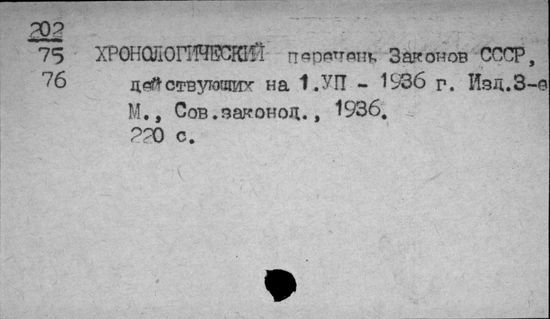 202
75 ХРОНОЛОГИЧЕСКИЙ перечень Законов СССР,
76 действующих на 1.УП - 1936 г. Изд.3-е
М., Сов.законод., 1936.
220 с.